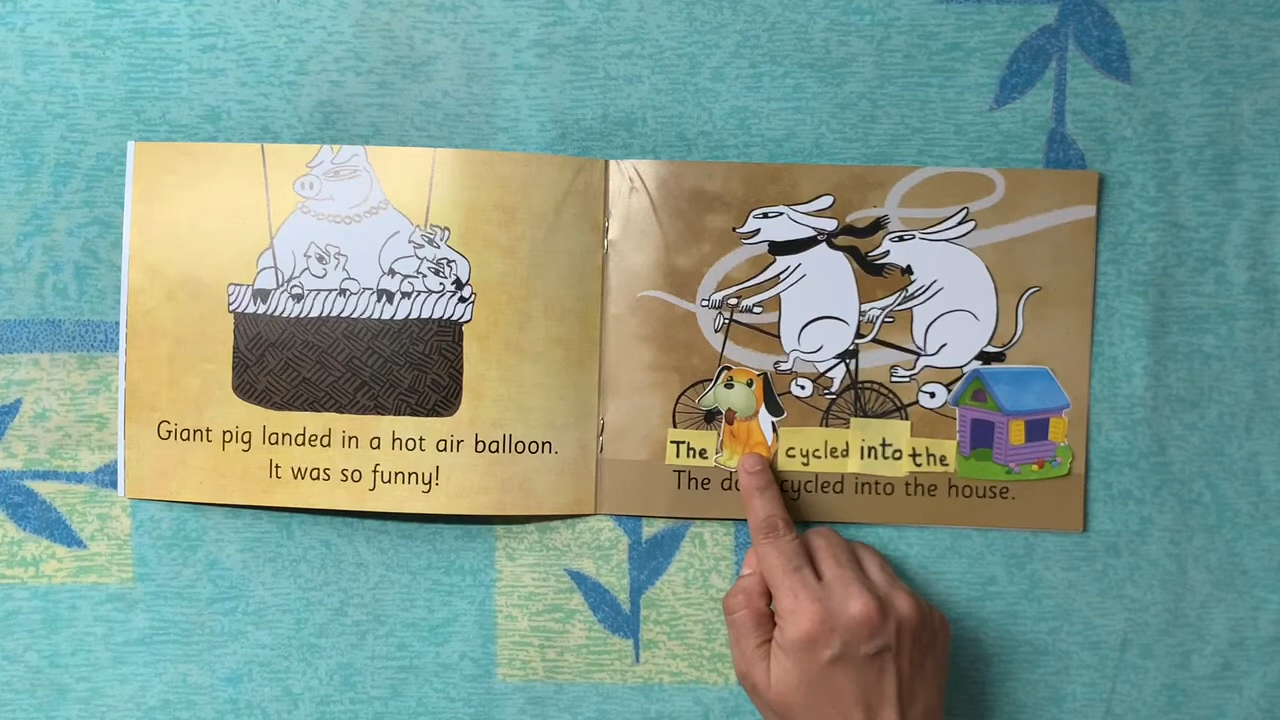 Giant pig landed in a hot air balloon.
It was so funny!
The cycled into the
The cycled into the house.